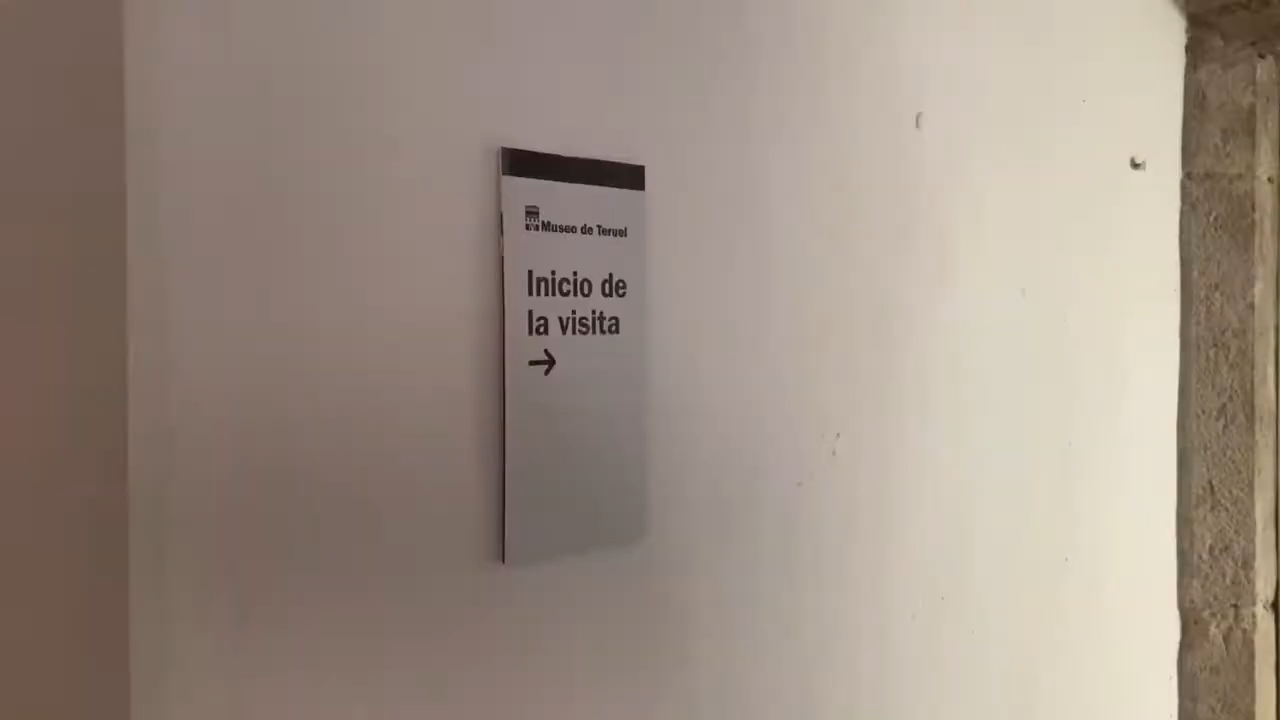 Museo de Teruel
Inicio de
la visita
→